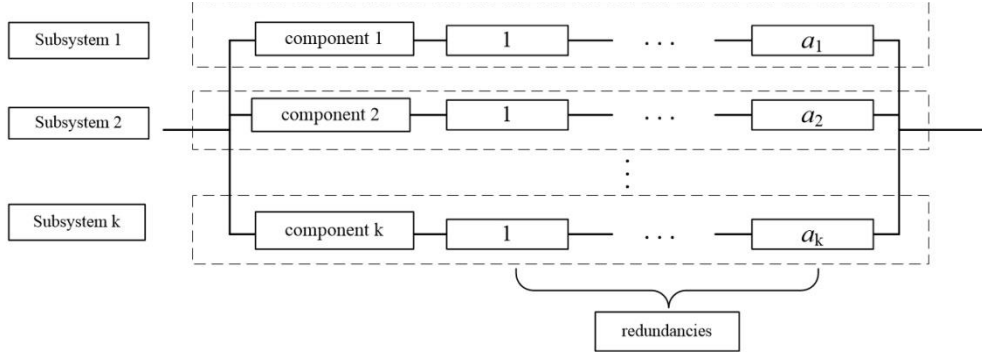 Subsystem 1
component 1
1
. . .
a₁
Subsystem 2
component 2
1
. . .
a₂
Subsystem k
component k
1
. . .
aₖ
redundancies